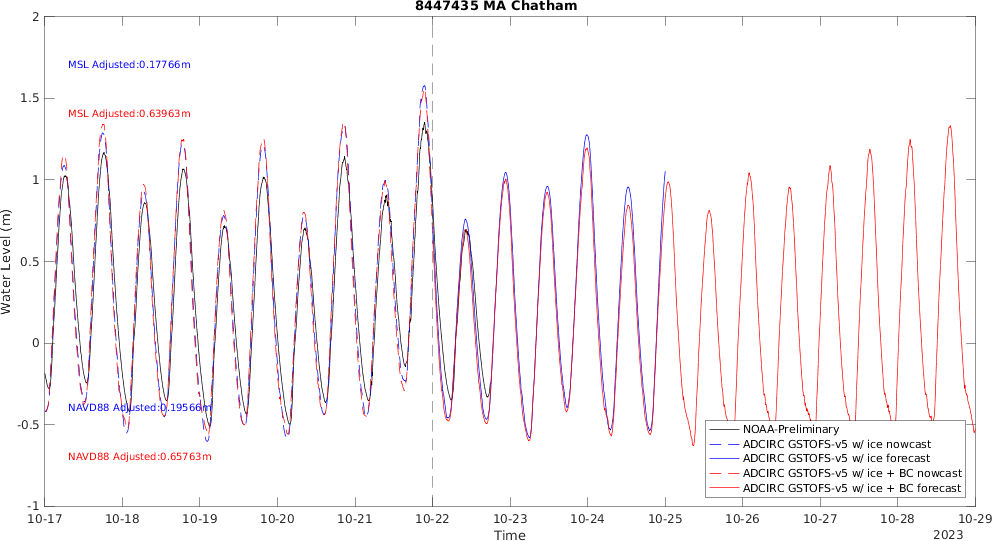 8447435 MA Chatham
2
1.5
1
0.5
0
-0.5
-1
Water Level (m)
MSL Adjusted:0.17766m
MSL Adjusted:0.63963m
NAVD88 Adjusted:0.19566m
NAVD88 Adjusted:0.65763m
NOAA-Preliminary
ADCIRC GSTOFS-v5 w/ ice nowcast
ADCIRC GSTOFS-v5 w/ ice forecast
ADCIRC GSTOFS-v5 w/ ice + BC nowcast
ADCIRC GSTOFS-v5 w/ ice + BC forecast
10-17 10-18 10-19 10-20 10-21 10-22 10-23 10-24 10-25 10-26 10-27 10-28 10-29
Time
2023